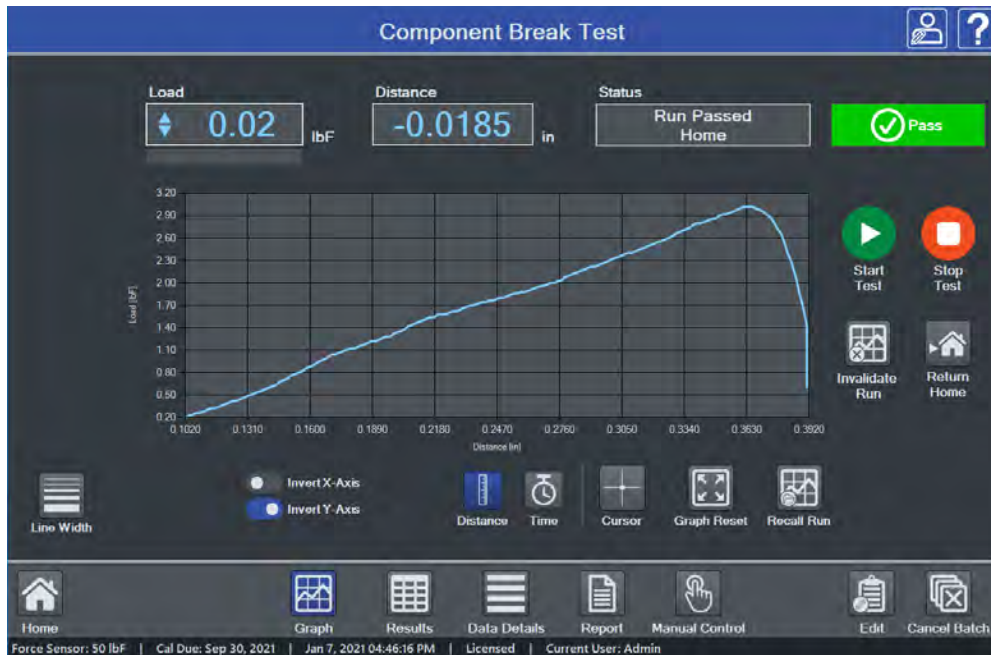 Component Break Test
?
Load
Distance
Status
0.02
lbF
-0.0185
in
Run Passed
Home
Pass
3.20
2.90
2.60
2.30
2.00
1.70
1.40
1.10
0.80
0.50
0.20
Load [lbF]
0.1020 0.1310 0.1600 0.1890 0.2180 0.2470 0.2760 0.3050 0.3340 0.3630 0.3920
Distance [in]
Start
Test
Stop
Test
Invalidate
Run
Return
Home
Line Width
Invert X-Axis
Invert Y-Axis
Distance
Time
Cursor
Graph Reset
Recall Run
Home
Graph
Results
Data Details
Report
Manual Control
Edit
Cancel Batch
Force Sensor: 50 lbF | Cal Due: Sep 30, 2021 | Jan 7, 2021 04:46:16 PM | Licensed | Current User: Admin